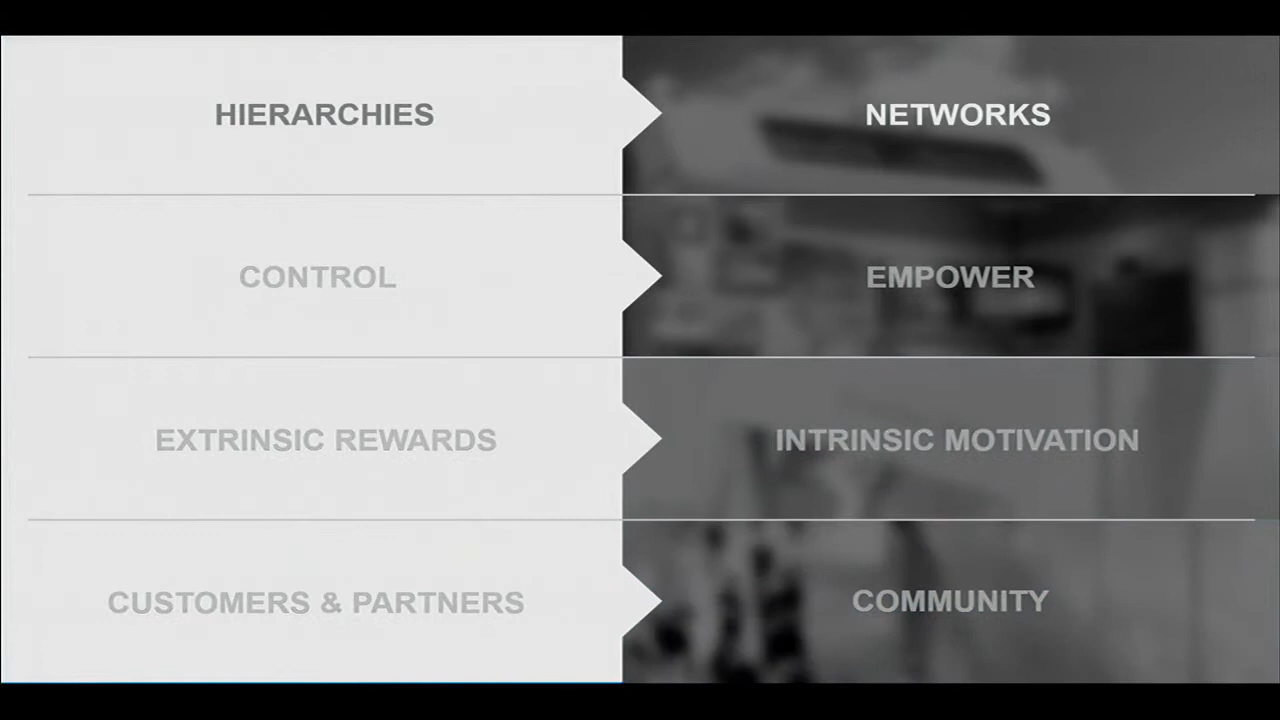 HIERARCHIES
NETWORKS
CONTROL
EMPOWER
EXTRINSIC REWARDS
INTRINSIC MOTIVATION
CUSTOMERS & PARTNERS
COMMUNITY